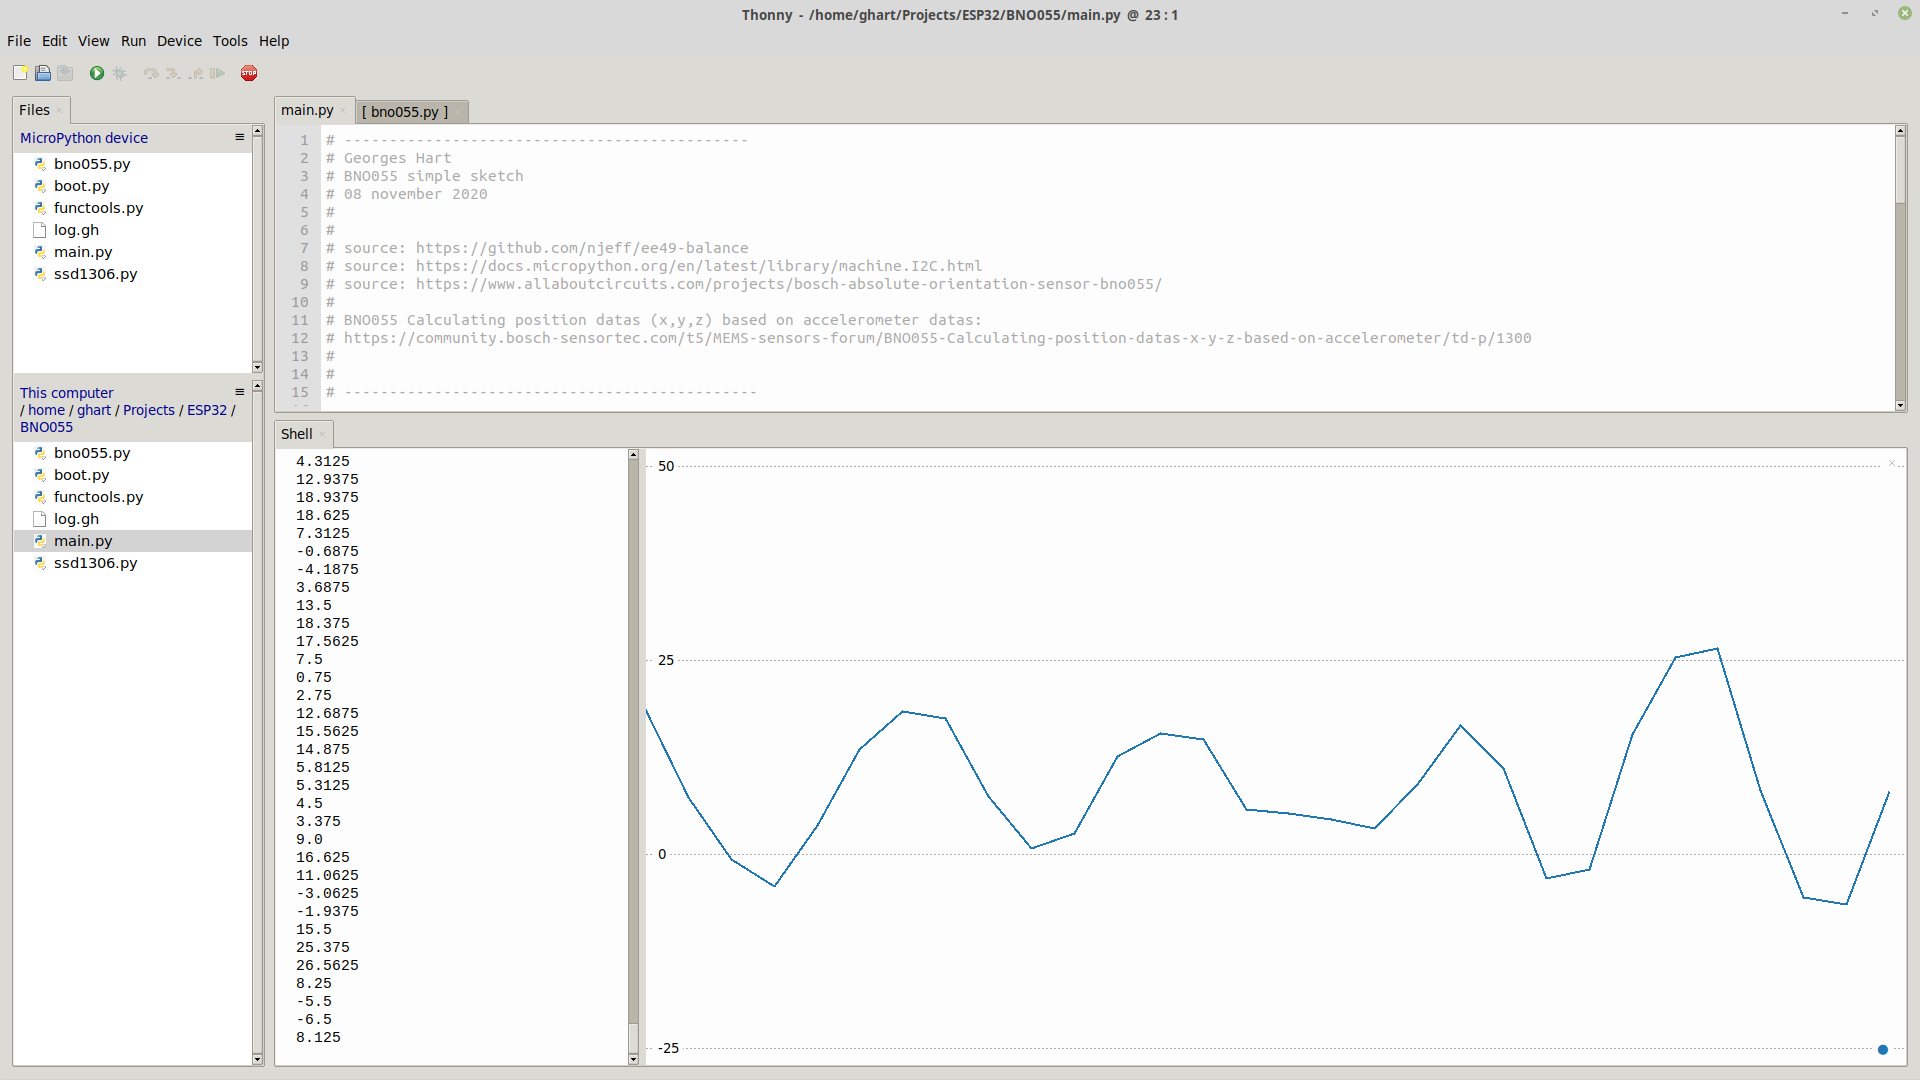 Thonny - /home/ghart/Projects/ESP32/BNO055/main.py @ 23 : 1
File Edit View Run Device Tools Help
STOP
Files
MicroPython device
bno055.py
boot.py
functools.py
log.gh
main.py
ssd1306.py
This computer
/ home / ghart / Projects / ESP32 /
BNO055
bno055.py
boot.py
functools.py
log.gh
main.py
ssd1306.py
main.py [ bno055.py ]
1 # ---------------------------------------------
2 # Georges Hart
3 # BNO055 simple sketch
4 # 08 november 2020
5 #
6 #
7 # source: https://github.com/njeff/ee49-balance
8 # source: https://docs.micropython.org/en/latest/library/machine.I2C.html
9 # source: https://www.allaboutcircuits.com/projects/bosch-absolute-orientation-sensor-bno055/
10 #
11 # BNO055 Calculating position datas (x,y,z) based on accelerometer datas:
12 # https://community.bosch-sensortec.com/t5/MEMS-sensors-forum/BNO055-Calculating-position-datas-x-y-z-based-on-accelerometer/td-p/1300
13 #
14 #
15 # ----------------------------------------------
Shell
4.3125
12.9375
18.9375
18.625
7.3125
-0.6875
-4.1875
3.6875
13.5
18.375
17.5625
7.5
0.75
2.75
12.6875
15.5625
14.875
5.8125
5.3125
4.5
3.375
9.0
16.625
11.0625
-3.0625
-1.9375
15.5
25.375
26.5625
8.25
-5.5
-6.5
8.125
50
25
0
-25